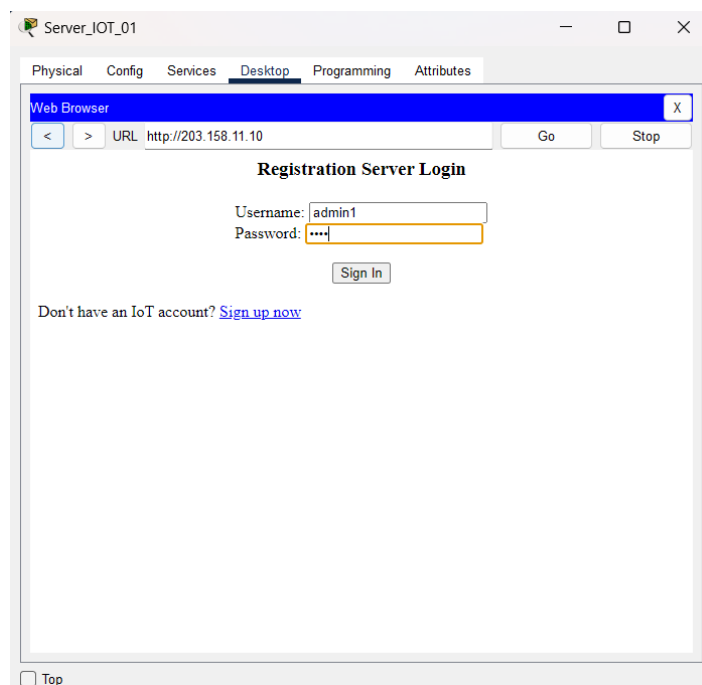 Server_IOT_01
Physical Config Services Desktop Programming Attributes
Web Browser X
< > URL http://203.158.11.10 Go Stop
Registration Server Login
Username: admin1
Password: ••••
Sign In
Don't have an IoT account? Sign up now
Top